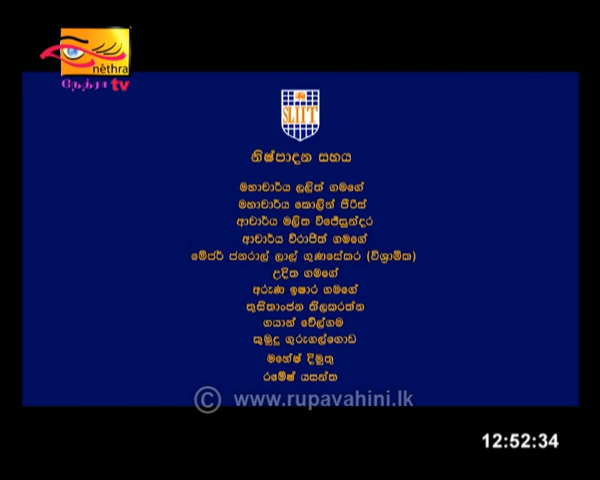 nēthra
நேத்ரா tv
SLIIT
නිෂ්පාදන සහය
මහාචාර්ය ලලිත් ගමගේ
මහාචාර්ය කොලින් පීරිස්
ආචාර්ය මලිත විජේසුන්දර
ආචාර්ය විරාජිත් ගමගේ
මේජර් ජනරාල් ලාල් ගුණසේකර (විශ්‍රාමික)
උදිත ගමගේ
අරුණ ඉෂාර ගමගේ
තුසිතාංජන තිලකරත්න
ගයාන් වේල්ගම
කුමුදු ගුරුගල්ගොඩ
මහේෂ් දිමුතු
රමේෂ් යසන්ත
© www.rupavahini.lk
12:52:34